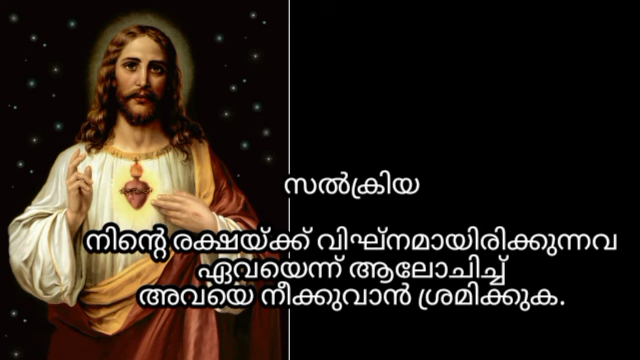 സൽക്രിയ
നിന്റെ രക്ഷയ്ക്ക് വിഘ്നമായിരിക്കുന്നവ
ഏവയെന്ന് ആലോചിച്ച്
അവയെ നീക്കുവാൻ ശ്രമിക്കുക.